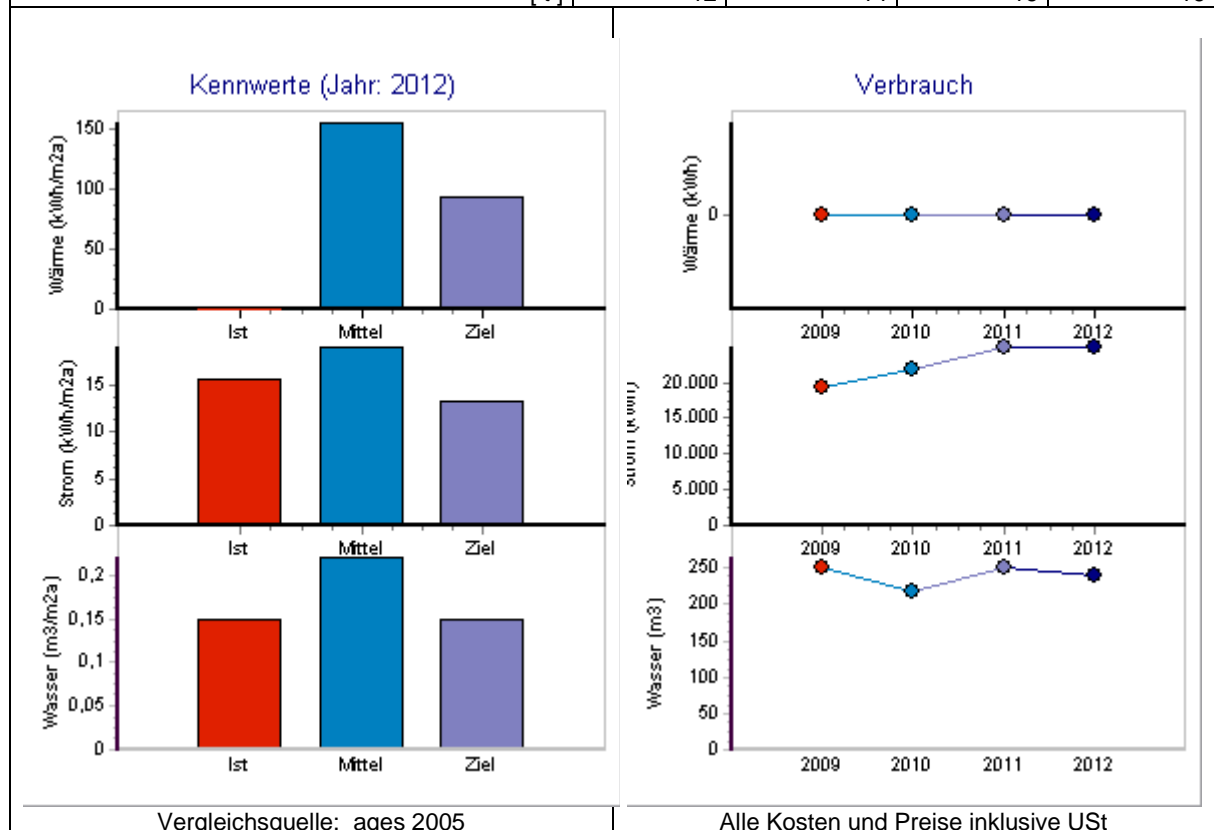 Kennwerte (Jahr: 2012)
Wärme (kWh/m2a)
150
100
50
0
Ist Mittel Ziel
Strom (kWh/m2a)
15
10
5
0
Ist Mittel Ziel
Wasser (m3/m2a)
0,2
0,15
0,1
0,05
0
Ist Mittel Ziel
Vergleichsquelle: ages 2005
Verbrauch
Wärme (kWh)
0
2009 2010 2011 2012
Strom (kWh)
20.000
15.000
10.000
5.000
0
2009 2010 2011 2012
Wasser (m3)
250
200
150
100
50
0
2009 2010 2011 2012
Alle Kosten und Preise inklusive USt